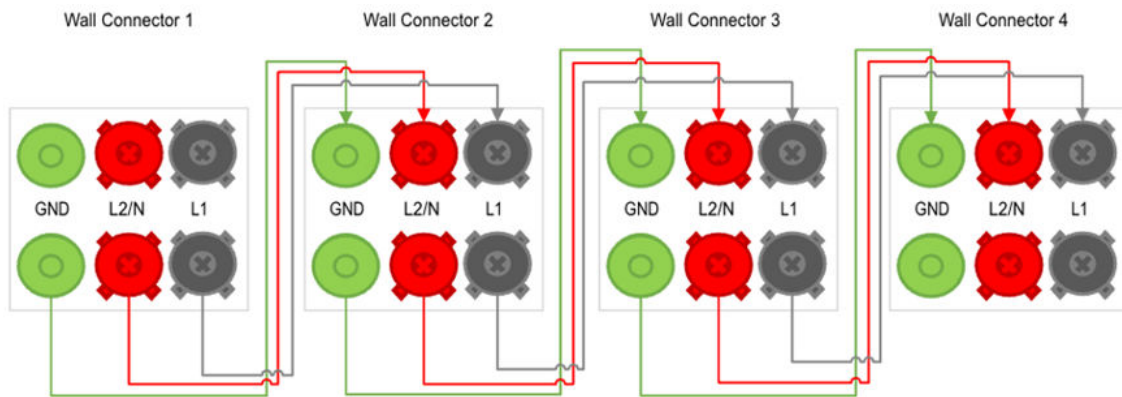 Wall Connector 1
Wall Connector 2
Wall Connector 3
Wall Connector 4
GND L2/N L1
GND L2/N L1
GND L2/N L1
GND L2/N L1